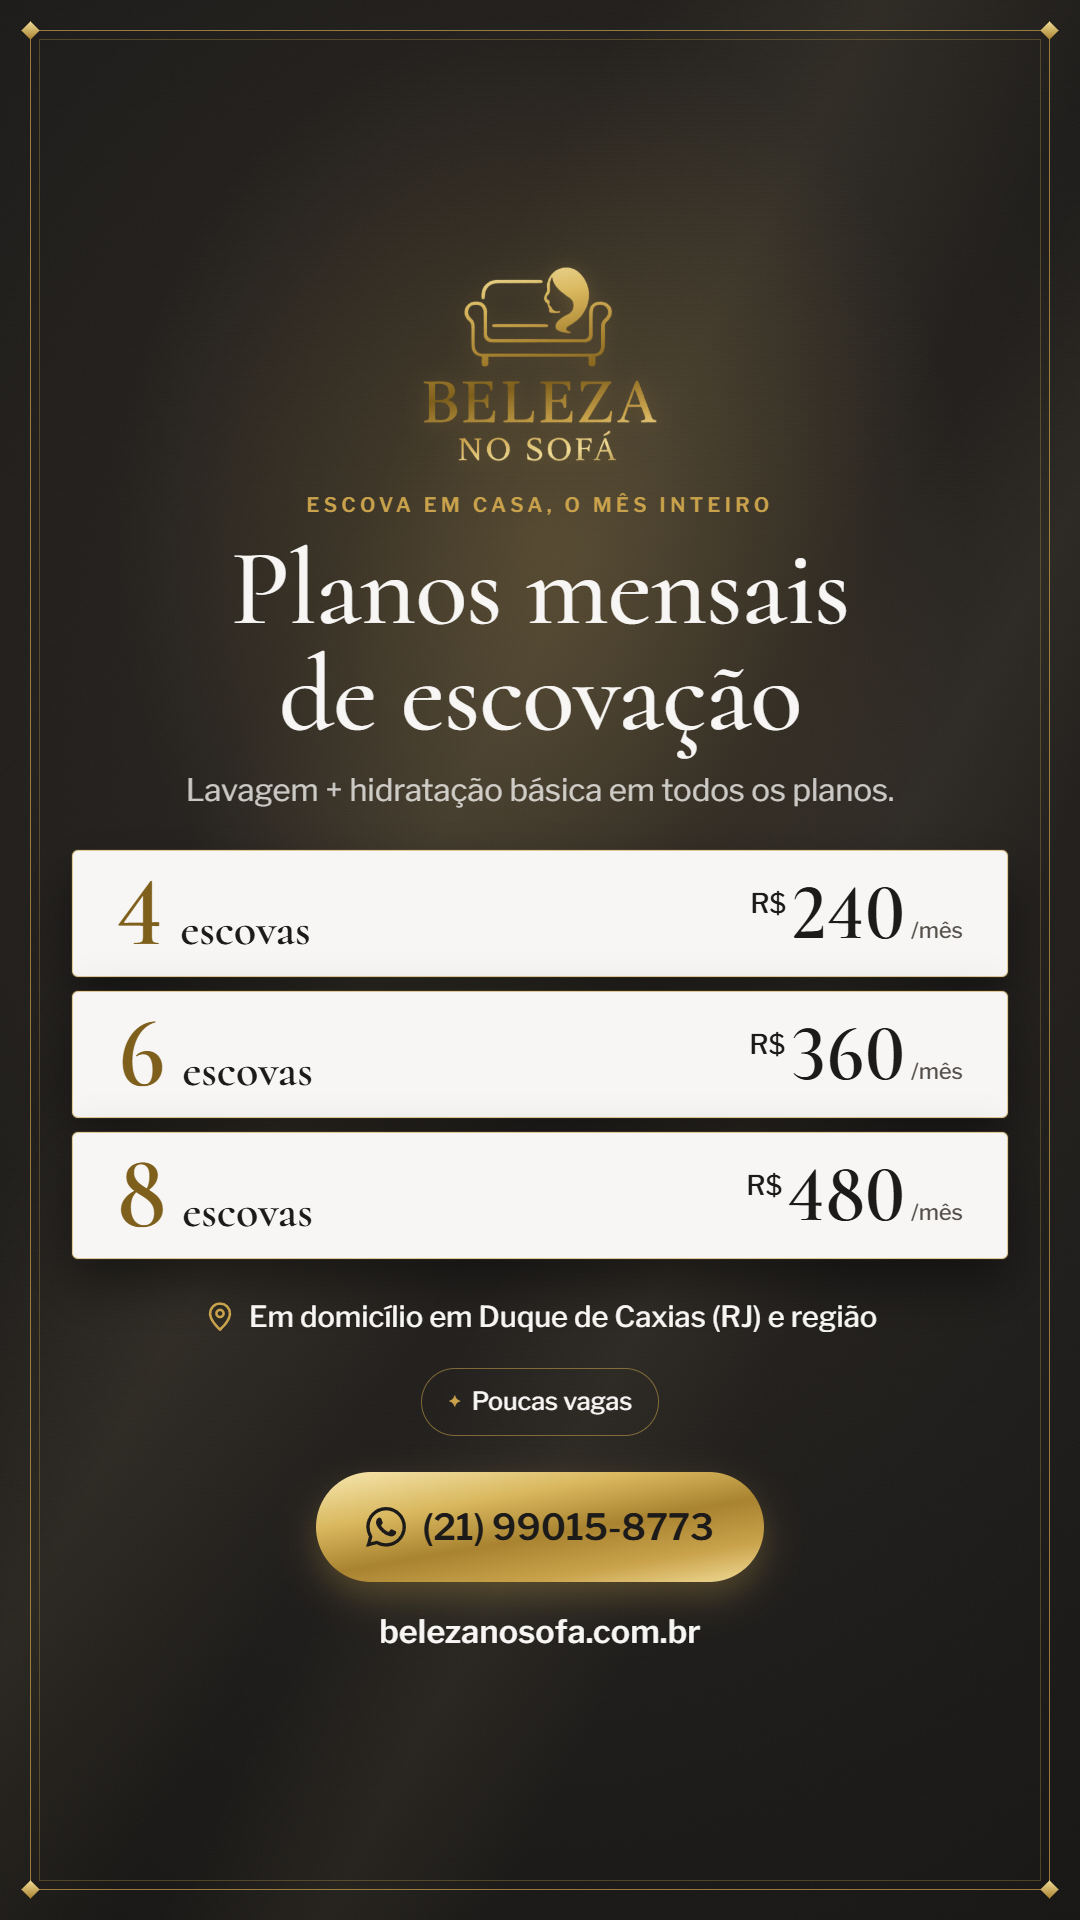 BELEZA
NO SOFÁ
ESCOVA EM CASA, O MÊS INTEIRO
Planos mensais
de escovação
Lavagem + hidratação básica em todos os planos.
4 escovas R$ 240 /mês
6 escovas R$ 360 /mês
8 escovas R$ 480 /mês
Em domicílio em Duque de Caxias (RJ) e região
Poucas vagas
(21) 99015-8773
belezanosofa.com.br